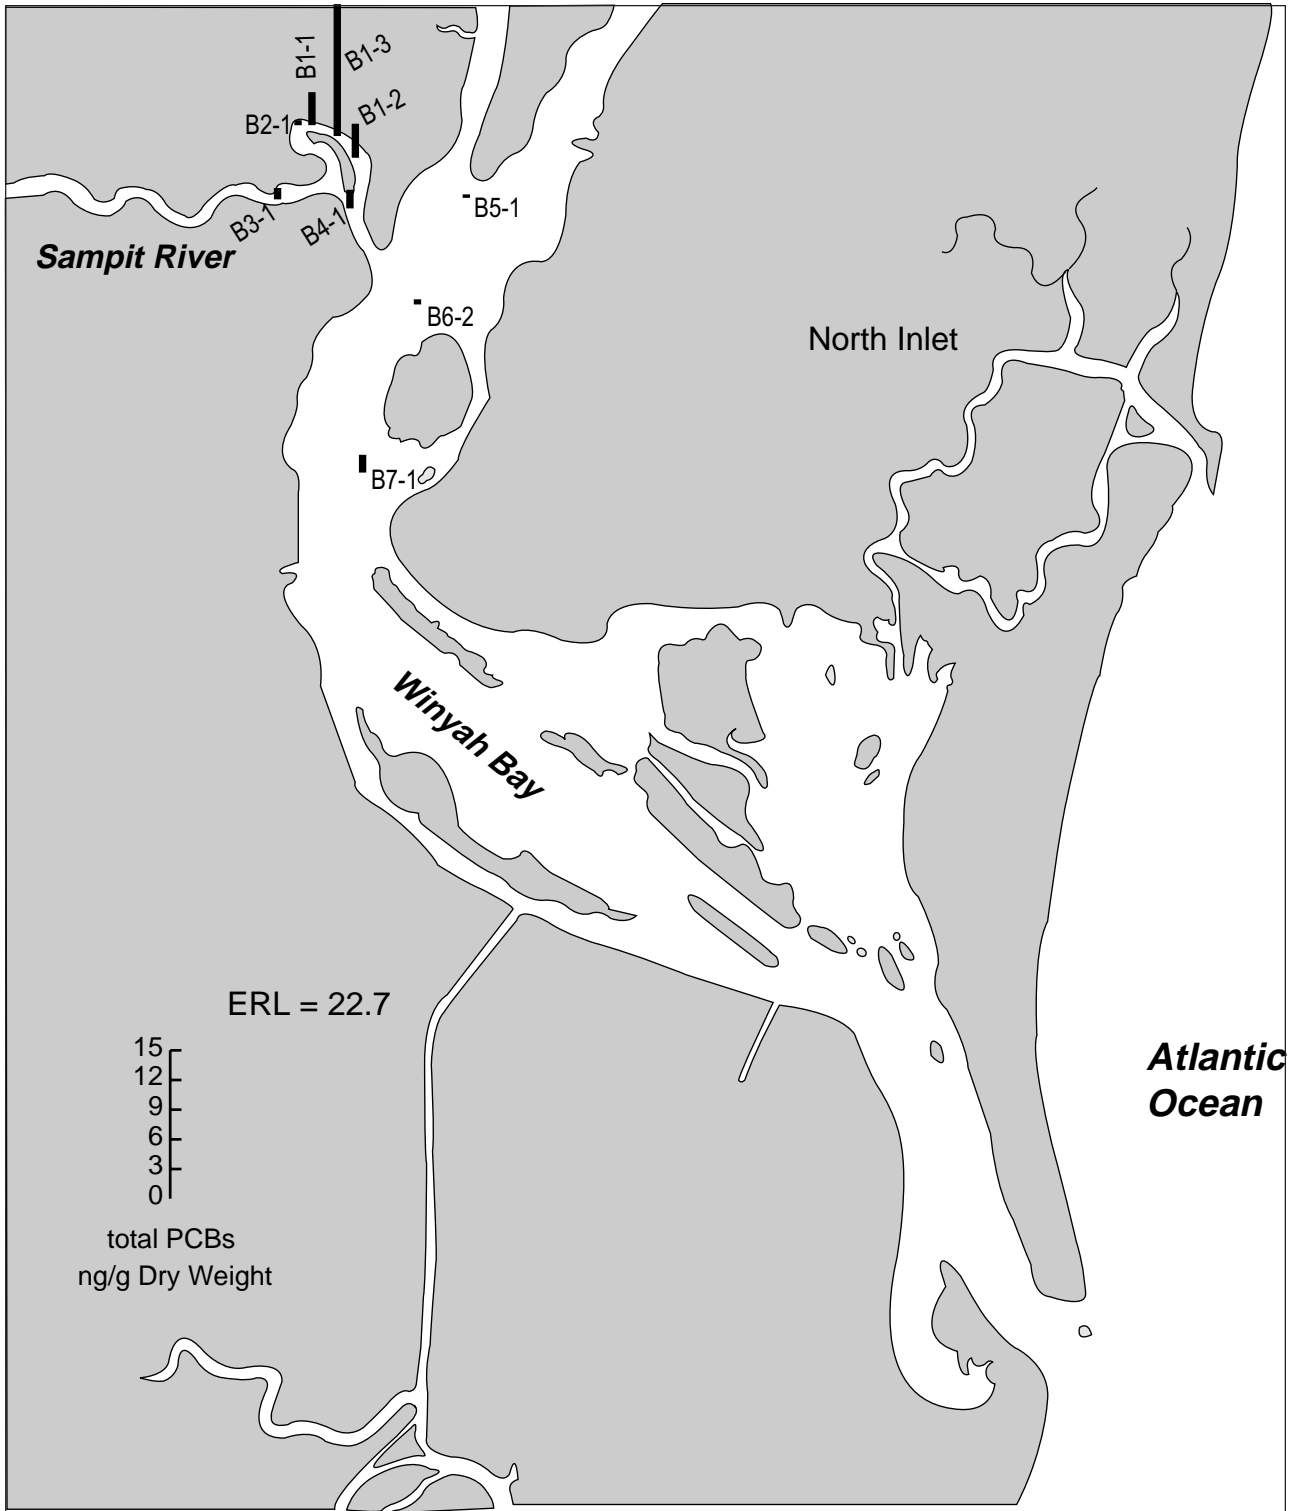 B1-1
B1-3
B1-2
B2-1
B3-1
B4-1
B5-1
Sampit River
B6-2
North Inlet
B7-1
Winyah Bay
ERL = 22.7
15
12
9
6
3
0
total PCBs
ng/g Dry Weight
Atlantic
Ocean